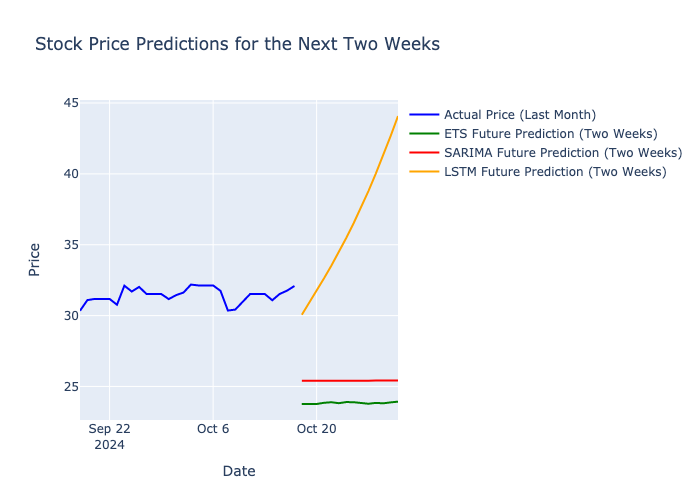 Stock Price Predictions for the Next Two Weeks
Actual Price (Last Month)
ETS Future Prediction (Two Weeks)
SARIMA Future Prediction (Two Weeks)
LSTM Future Prediction (Two Weeks)
45
40
35
30
25
Price
Sep 22
2024
Oct 6
Oct 20
Date